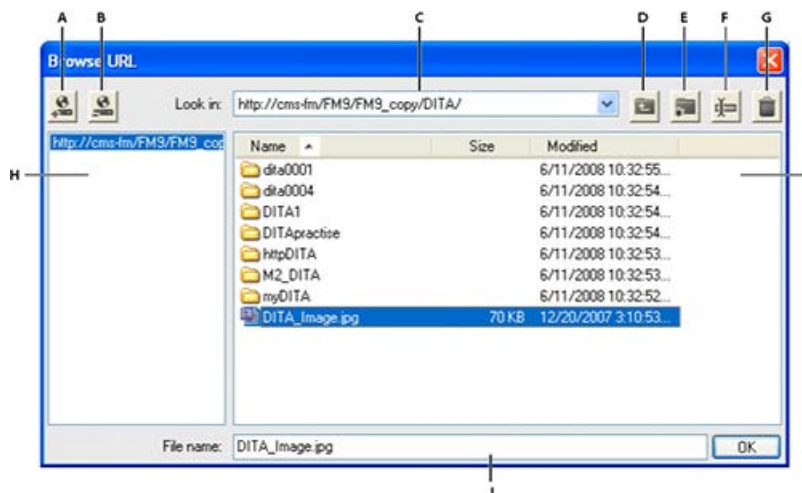 A B C D E F G
Browse URL
Look in: http://cms-fm/FM9/FM9_copy/DITA/
http://cms-fm/FM9/FM9_cop
Name Size Modified
H
dita0001 6/11/2008 10:32:55...
dita0004 6/11/2008 10:32:54...
DITA1 6/11/2008 10:32:54...
DITApractise 6/11/2008 10:32:54...
httpDITA 6/11/2008 10:32:53...
M2_DITA 6/11/2008 10:32:53...
myDITA 6/11/2008 10:32:52...
DITA_Image.jpg 70 KB 12/20/2007 3:10:53...
File name: DITA_Image.jpg OK